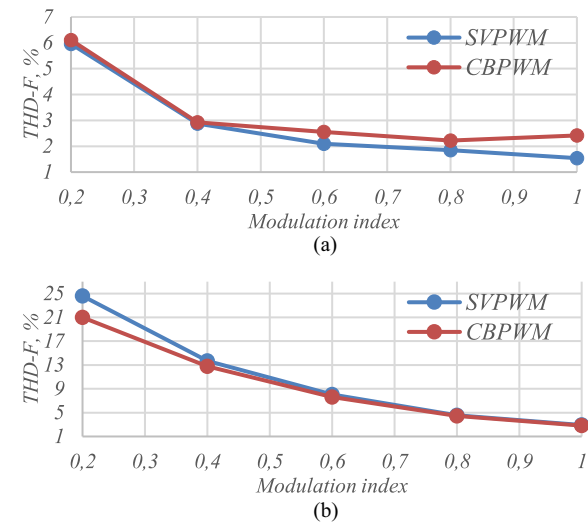 7
6
5
4
3
2
1
THD-F, %
SVPWM
CBPWM
0,2 0,3 0,4 0,5 0,6 0,7 0,8 0,9 1
Modulation index
(a)
25
21
17
13
9
5
1
THD-F, %
SVPWM
CBPWM
0,2 0,3 0,4 0,5 0,6 0,7 0,8 0,9 1
Modulation index
(b)